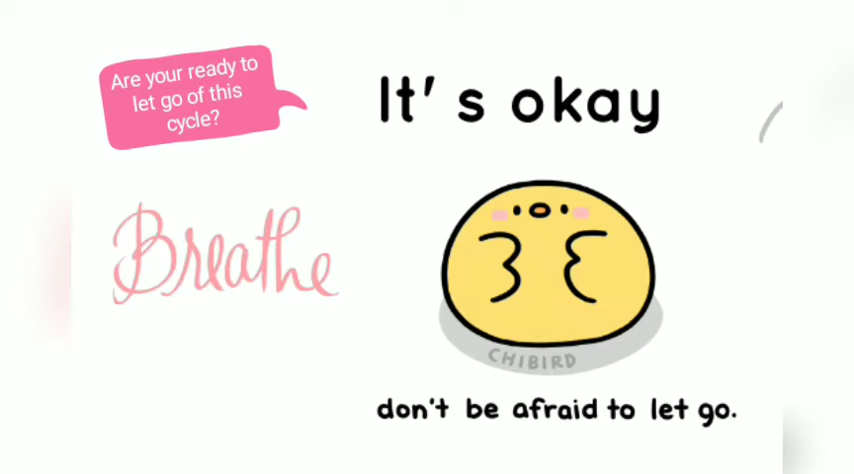 Are your ready to
let go of this
cycle?
It's okay
Breathe
CHIBIRD
don't be afraid to let go.